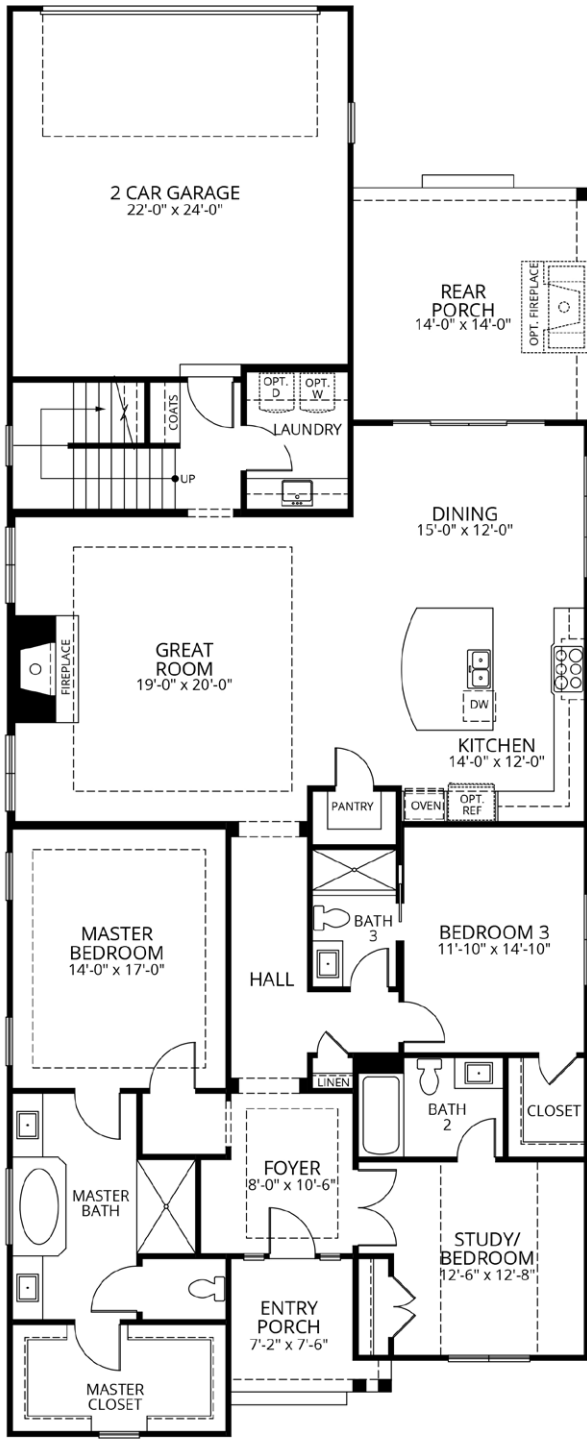 2 CAR GARAGE
22'-0" x 24'-0"
REAR
PORCH
14'-0" x 14'-0"
OPT. FIREPLACE
COATS
OPT.
D
OPT.
W
LAUNDRY
UP
DINING
15'-0" x 12'-0"
GREAT
ROOM
19'-0" x 20'-0"
FIREPLACE
DW
KITCHEN
14'-0" x 12'-0"
PANTRY
OVEN
OPT.
REF
MASTER
BEDROOM
14'-0" x 17'-0"
HALL
BATH
3
BEDROOM 3
11'-10" x 14'-10"
LINEN
BATH
2
CLOSET
MASTER
BATH
FOYER
8'-0" x 10'-6"
STUDY/
BEDROOM
12'-6" x 12'-8"
ENTRY
PORCH
7'-2" x 7'-6"
MASTER
CLOSET